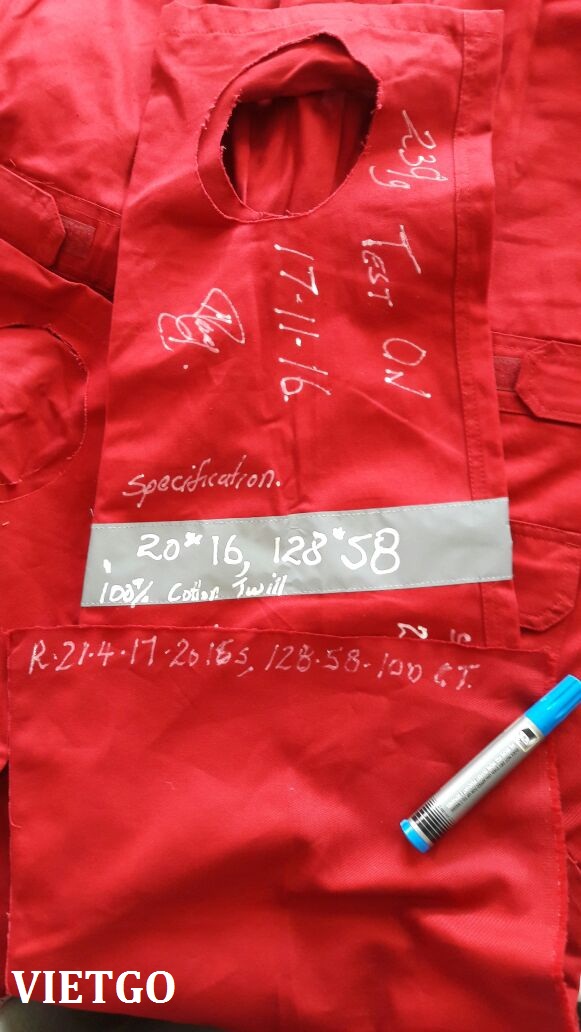 239g TEST ON
17-11-16.
Specification.
20*16, 128*58
100% Cotton Twill
R.21.4.17-20.16s, 128.58-100 C.T.
VIETGO